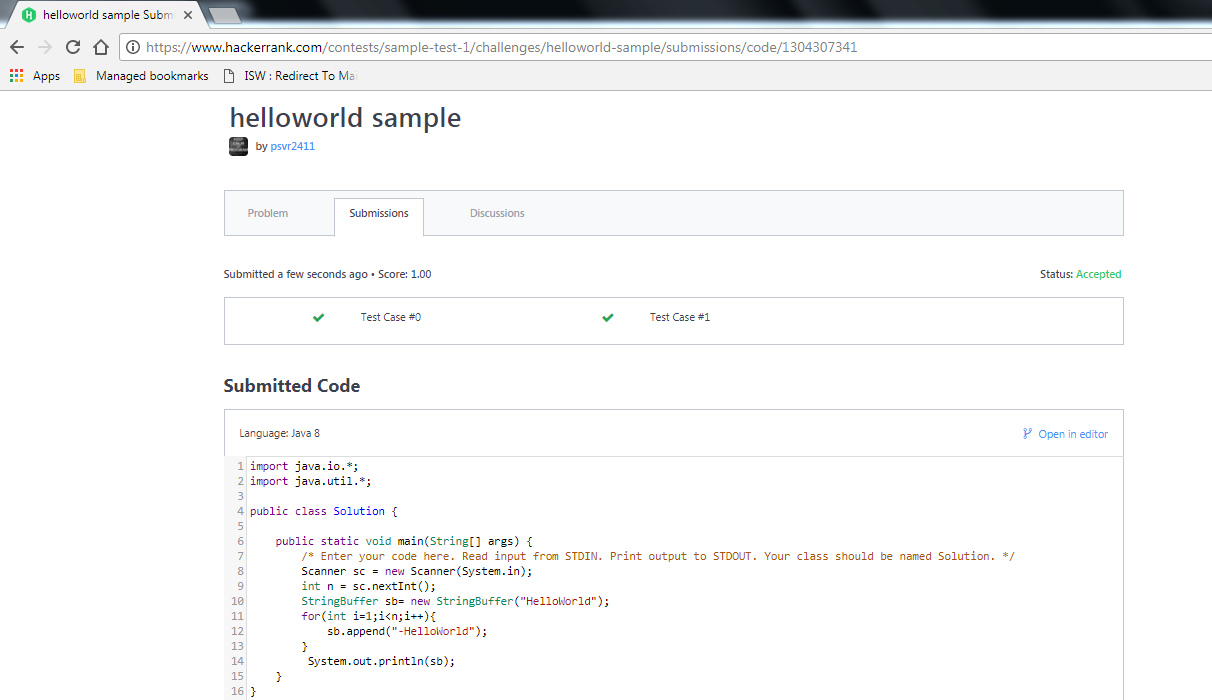 helloworld sample Subm
https://www.hackerrank.com/contests/sample-test-1/challenges/helloworld-sample/submissions/code/1304307341
Apps Managed bookmarks ISW : Redirect To Ma
helloworld sample
by psvr2411
Problem Submissions Discussions
Submitted a few seconds ago • Score: 1.00 Status: Accepted
Test Case #0 Test Case #1
Submitted Code
Language: Java 8 Open in editor
1 import java.io.*;
2 import java.util.*;
3
4 public class Solution {
5
6     public static void main(String[] args) {
7         /* Enter your code here. Read input from STDIN. Print output to STDOUT. Your class should be named Solution. */
8         Scanner sc = new Scanner(System.in);
9         int n = sc.nextInt();
10         StringBuffer sb= new StringBuffer("HelloWorld");
11         for(int i=1;i<n;i++){
12             sb.append("-HelloWorld");
13         }
14          System.out.println(sb);
15     }
16 }